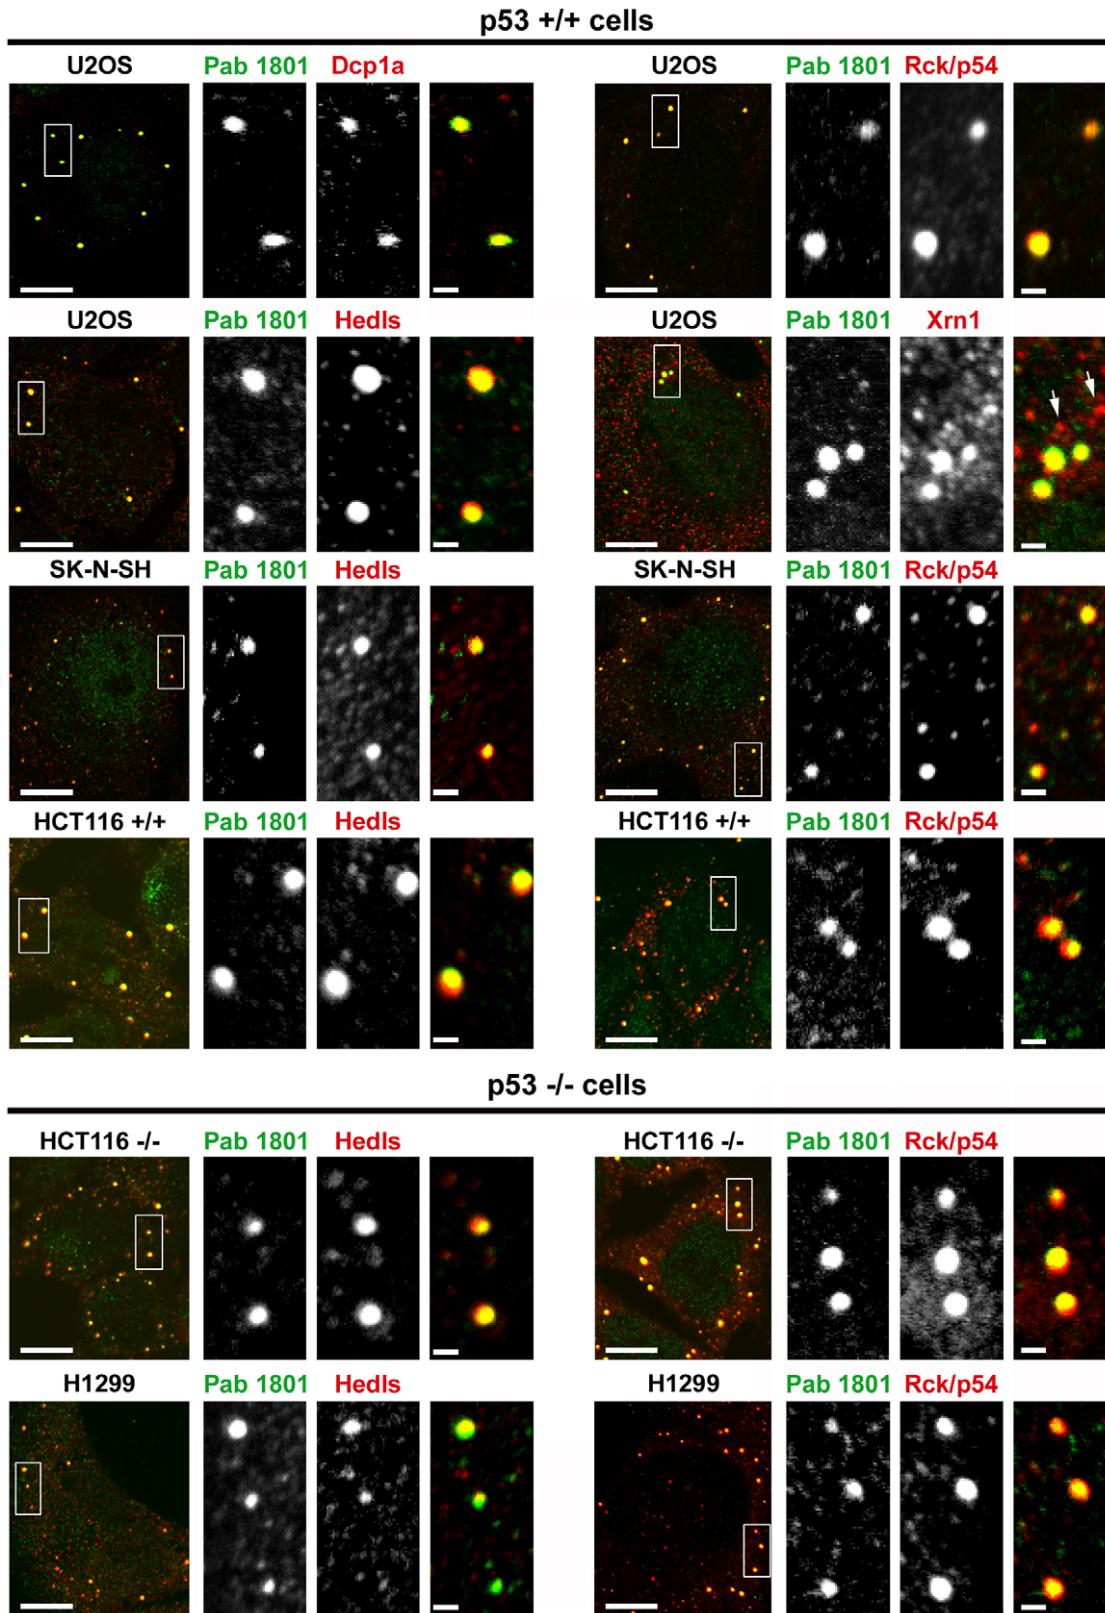 p53 +/+ cells
U2OS Pab 1801 Dcp1a U2OS Pab 1801 Rck/p54
U2OS Pab 1801 Hedls U2OS Pab 1801 Xrn1
SK-N-SH Pab 1801 Hedls SK-N-SH Pab 1801 Rck/p54
HCT116 +/+ Pab 1801 Hedls HCT116 +/+ Pab 1801 Rck/p54
p53 -/- cells
HCT116 -/- Pab 1801 Hedls HCT116 -/- Pab 1801 Rck/p54
H1299 Pab 1801 Hedls H1299 Pab 1801 Rck/p54